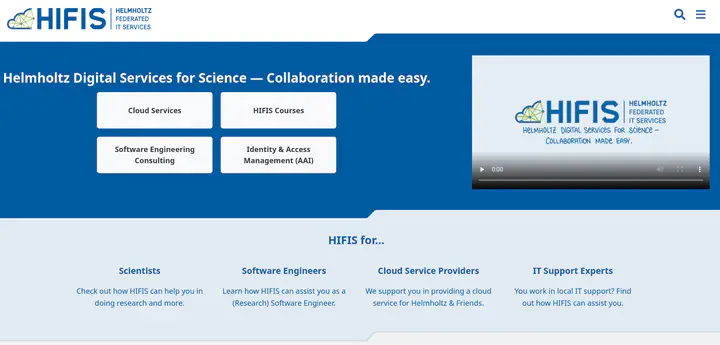 HIFIS
HELMHOLTZ
FEDERATED
IT SERVICES
Helmholtz Digital Services for Science — Collaboration made easy.
Cloud Services
HIFIS Courses
Software Engineering
Consulting
Identity & Access
Management (AAI)
HIFIS
HELMHOLTZ
FEDERATED
IT SERVICES
HELMHOLTZ DIGITAL SERVICES FOR SCIENCE –
COLLABORATION MADE EASY.
0:00
HIFIS for...
Scientists
Check out how HIFIS can help you in
doing research and more.
Software Engineers
Learn how HIFIS can assist you as a
(Research) Software Engineer.
Cloud Service Providers
We support you in providing a cloud
service for Helmholtz & Friends.
IT Support Experts
You work in local IT support? Find
out how HIFIS can assist you.